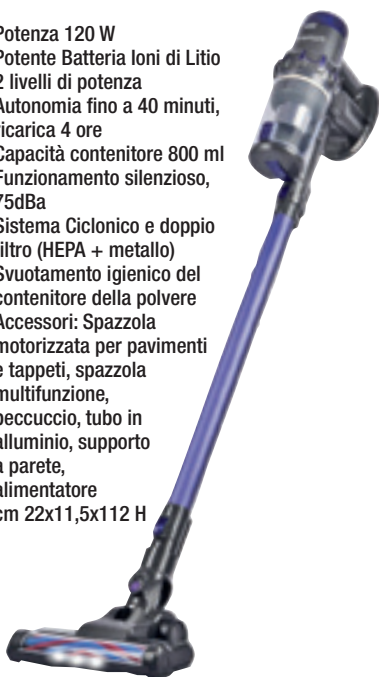 Potenza 120 W
Potente Batteria Ioni di Litio
2 livelli di potenza
Autonomia fino a 40 minuti,
ricarica 4 ore
Capacità contenitore 800 ml
Funzionamento silenzioso,
75dBa
Sistema Ciclonico e doppio
filtro (HEPA + metallo)
Svuotamento igienico del
contenitore della polvere
Accessori: Spazzola
motorizzata per pavimenti
e tappeti, spazzola
multifunzione,
beccuccio, tubo in
alluminio, supporto
a parete,
alimentatore
cm 22x11,5x112 H